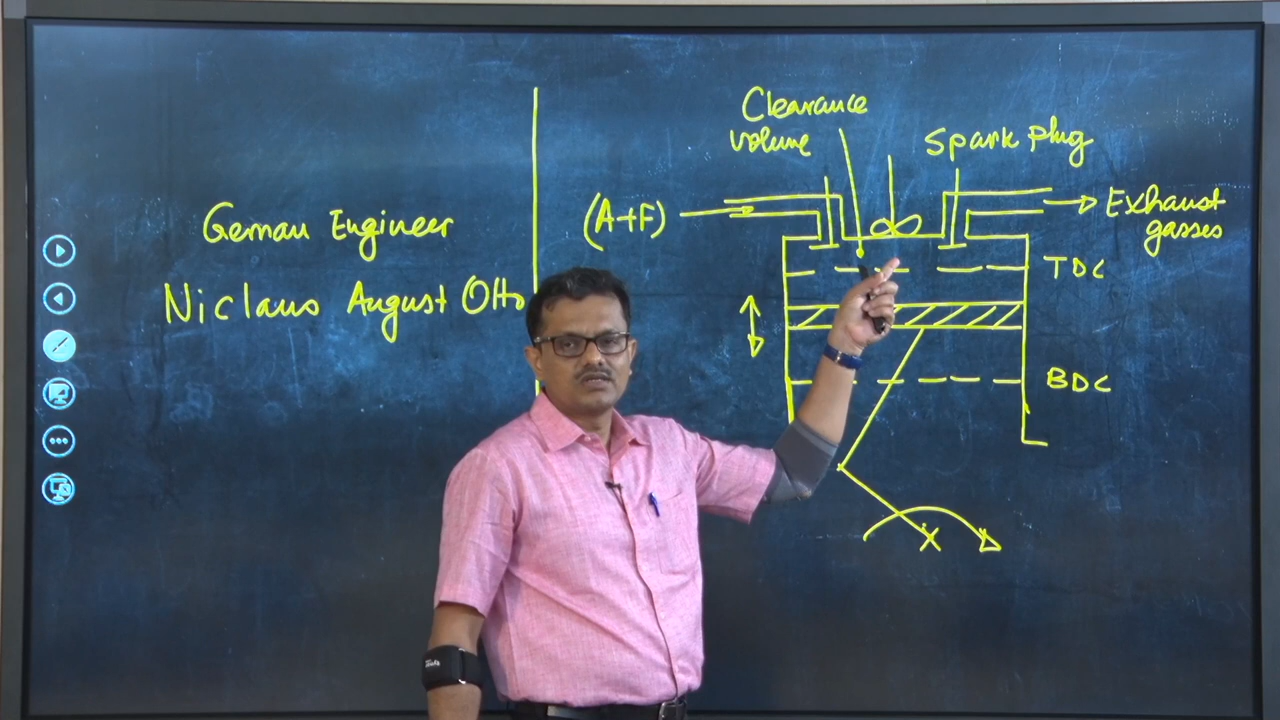 German Engineer
Niclaus August Otto
Clearance
volume
Spark plug
(A+F)
Exhaust
gasses
TDC
BDC
X